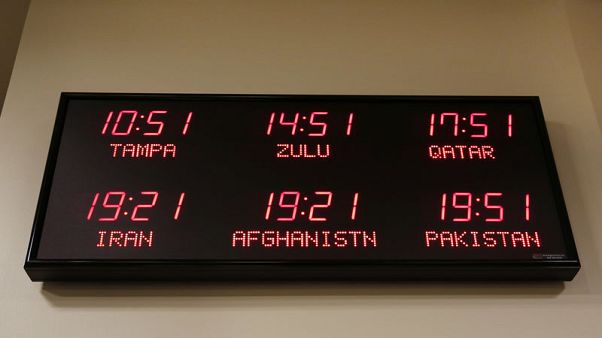 10:51 14:51 17:51
TAMPA ZULU QATAR
19:21 19:21 19:51
IRAN AFGHANISTN PAKISTAN